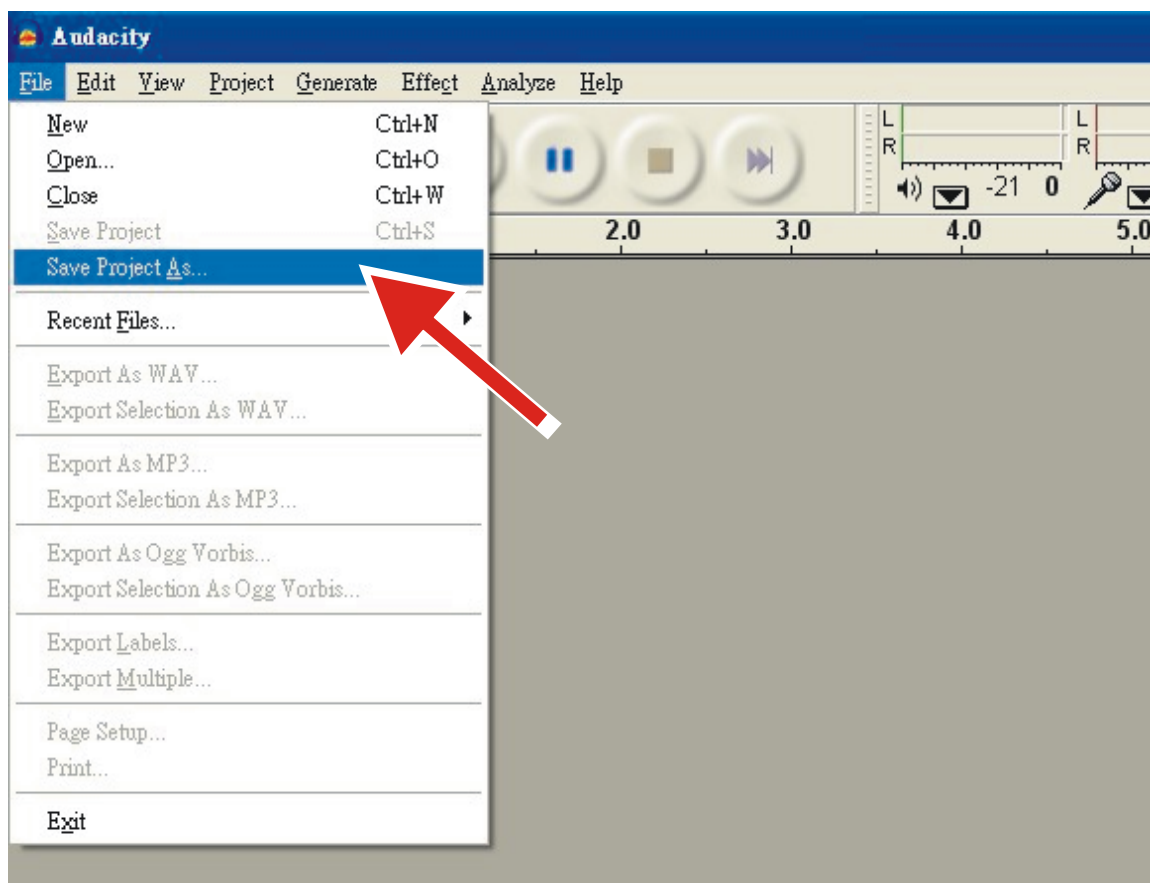 Audacity
File Edit View Project Generate Effect Analyze Help
New Ctrl+N
Open... Ctrl+O
Close Ctrl+W
Save Project Ctrl+S
Save Project As...
Recent Files...
Export As WAV...
Export Selection As WAV...
Export As MP3...
Export Selection As MP3...
Export As Ogg Vorbis...
Export Selection As Ogg Vorbis...
Export Labels...
Export Multiple...
Page Setup...
Print...
Exit
L L
R R
-21 0
2.0 3.0 4.0 5.0